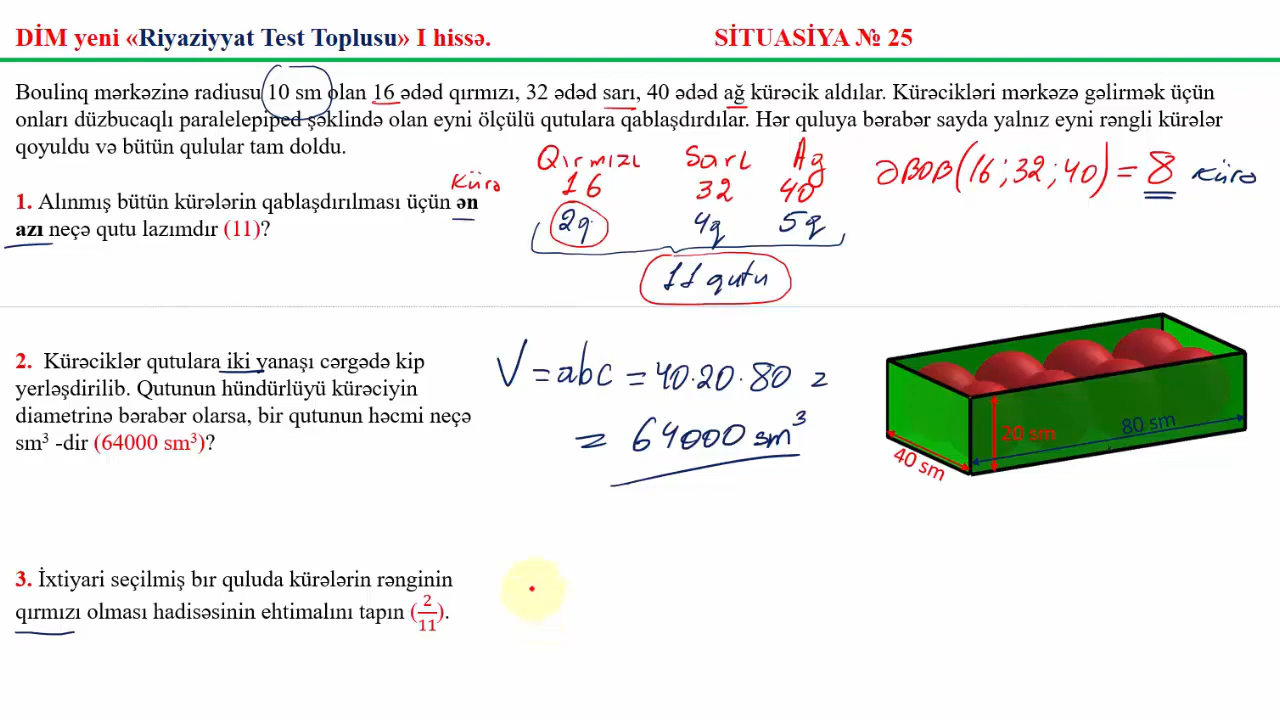 DİM yeni «Riyaziyyat Test Toplusu» I hissə.
SİTUASİYA № 25
Boulinq mərkəzinə radiusu 10 sm olan 16 ədəd qırmızı, 32 ədəd sarı, 40 ədəd ağ kürəcik aldılar. Kürəcikləri mərkəzə gəlirmək üçün
onları düzbucaqlı paralelepiped şəklində olan eyni ölçülü qutulara qablaşdırdılar. Hər quluya bərabər sayda yalnız eyni rəngli kürələr
qoyuldu və bütün qulular tam doldu.
Qırmızı Sarı Ağ
Kürə 16 32 40
2q 4q 5q
11 qutu
ƏBOB(16;32;40) = 8 kürə
1. Alınmış bütün kürələrin qablaşdırılması üçün ən
azı neçə qutu lazımdır (11)?
2. Kürəciklər qutulara iki yanaşı cərgədə kip
yerləşdirilib. Qutunun hündürlüyü kürəciyin
diametrinə bərabər olarsa, bir qutunun həcmi neçə
sm³ -dir (64000 sm³)?
V = abc = 40·20·80 =
= 64000 sm³
20 sm
80 sm
40 sm
3. İxtiyari seçilmiş bır quluda kürələrin rənginin
qırmızı olması hadisəsinin ehtimalını tapın (2/11).